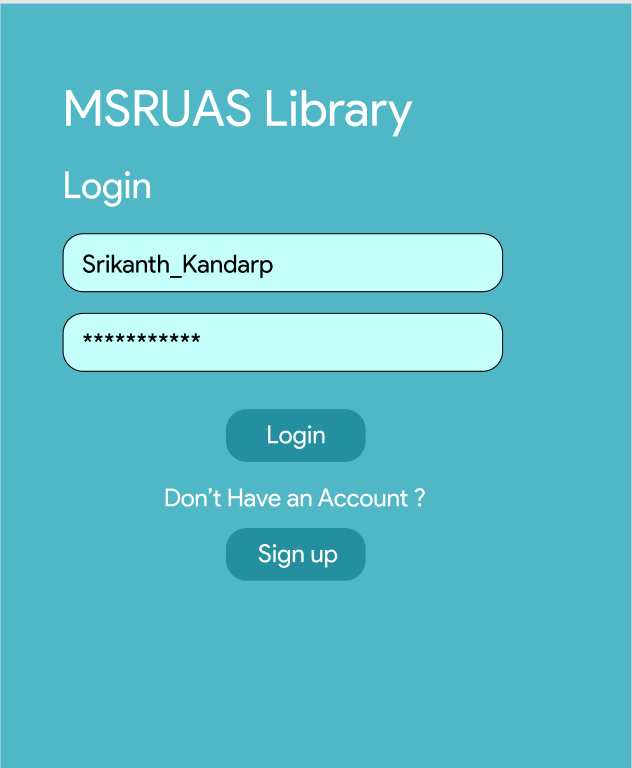 MSRUAS Library
Login
Srikanth_Kandarp
***********
Login
Don’t Have an Account ?
Sign up